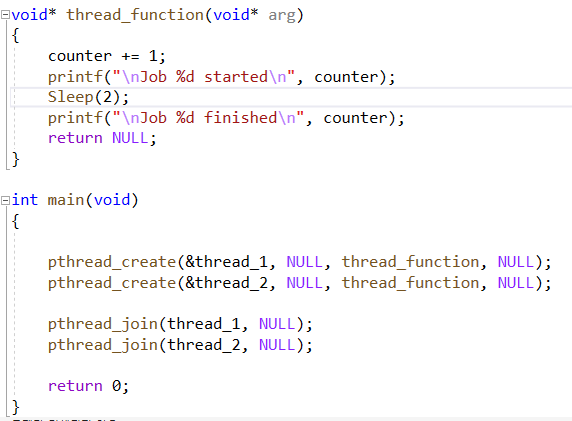 void* thread_function(void* arg)
{
    counter += 1;
    printf("\nJob %d started\n", counter);
    Sleep(2);
    printf("\nJob %d finished\n", counter);
    return NULL;
}
int main(void)
{
    pthread_create(&thread_1, NULL, thread_function, NULL);
    pthread_create(&thread_2, NULL, thread_function, NULL);
    pthread_join(thread_1, NULL);
    pthread_join(thread_2, NULL);
    return 0;
}